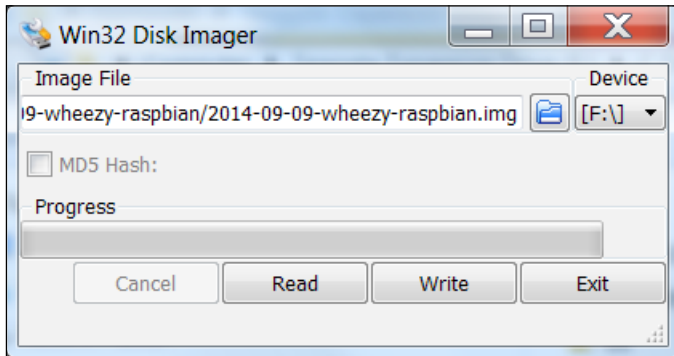 Win32 Disk Imager
Image File Device
09-wheezy-raspbian/2014-09-09-wheezy-raspbian.img [F:\]
MD5 Hash:
Progress
Cancel Read Write Exit